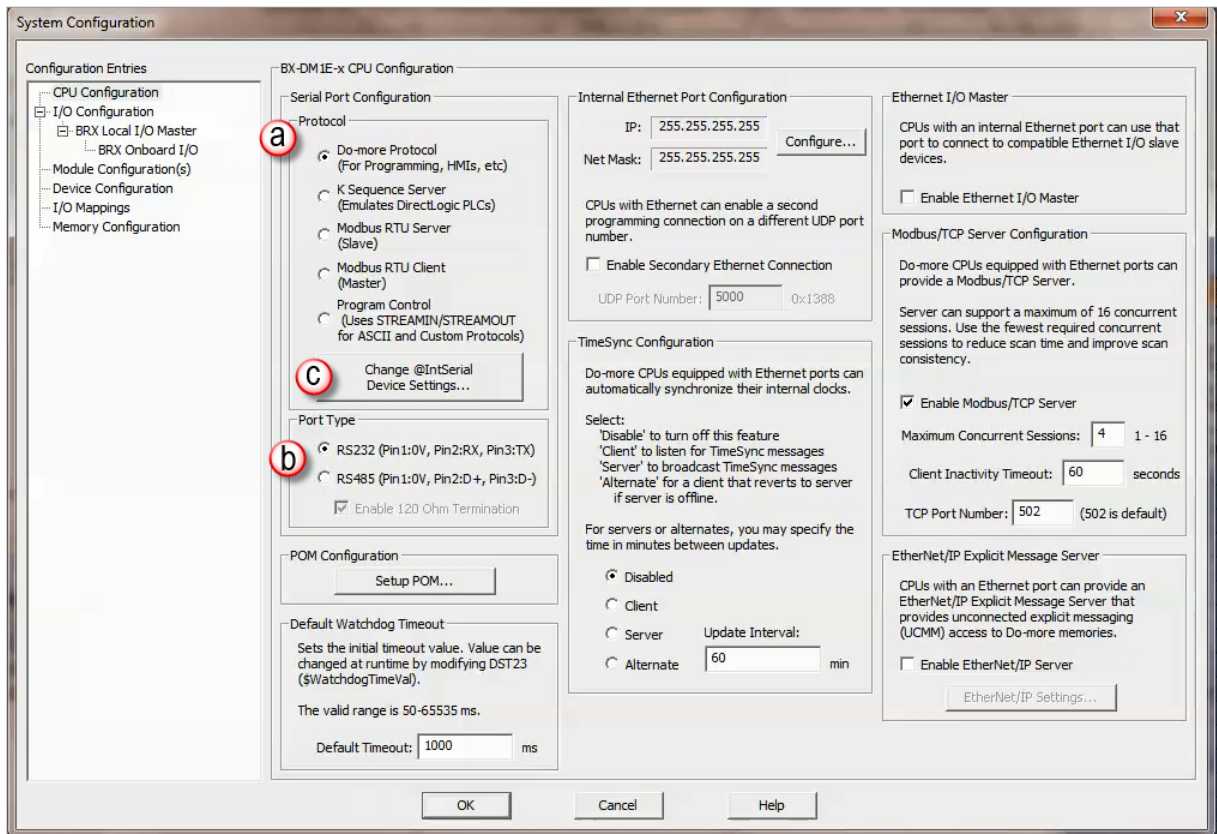 System Configuration
Configuration Entries
CPU Configuration
I/O Configuration
BRX Local I/O Master
BRX Onboard I/O
Module Configuration(s)
Device Configuration
I/O Mappings
Memory Configuration
BX-DM1E-x CPU Configuration
Serial Port Configuration
Protocol
a
Do-more Protocol
(For Programming, HMIs, etc)
K Sequence Server
(Emulates DirectLogic PLCs)
Modbus RTU Server
(Slave)
Modbus RTU Client
(Master)
Program Control
(Uses STREAMIN/STREAMOUT
for ASCII and Custom Protocols)
c
Change @IntSerial
Device Settings...
Port Type
b
RS232 (Pin1:0V, Pin2:RX, Pin3:TX)
RS485 (Pin1:0V, Pin2:D+, Pin3:D-)
Enable 120 Ohm Termination
POM Configuration
Setup POM...
Default Watchdog Timeout
Sets the initial timeout value. Value can be
changed at runtime by modifying DST23
($WatchdogTimeVal).
The valid range is 50-65535 ms.
Default Timeout: 1000 ms
Internal Ethernet Port Configuration
IP: 255.255.255.255
Configure...
Net Mask: 255.255.255.255
CPUs with Ethernet can enable a second
programming connection on a different UDP port
number.
Enable Secondary Ethernet Connection
UDP Port Number: 5000 0x1388
TimeSync Configuration
Do-more CPUs equipped with Ethernet ports can
automatically synchronize their internal clocks.
Select:
'Disable' to turn off this feature
'Client' to listen for TimeSync messages
'Server' to broadcast TimeSync messages
'Alternate' for a client that reverts to server
if server is offline.
For servers or alternates, you may specify the
time in minutes between updates.
Disabled
Client
Server Update Interval:
Alternate 60 min
Ethernet I/O Master
CPUs with an internal Ethernet port can use that
port to connect to compatible Ethernet I/O slave
devices.
Enable Ethernet I/O Master
Modbus/TCP Server Configuration
Do-more CPUs equipped with Ethernet ports can
provide a Modbus/TCP Server.
Server can support a maximum of 16 concurrent
sessions. Use the fewest required concurrent
sessions to reduce scan time and improve scan
consistency.
Enable Modbus/TCP Server
Maximum Concurrent Sessions: 4 1 - 16
Client Inactivity Timeout: 60 seconds
TCP Port Number: 502 (502 is default)
EtherNet/IP Explicit Message Server
CPUs with an Ethernet port can provide an
EtherNet/IP Explicit Message Server that
provides unconnected explicit messaging
(UCMM) access to Do-more memories.
Enable EtherNet/IP Server
EtherNet/IP Settings...
OK
Cancel
Help